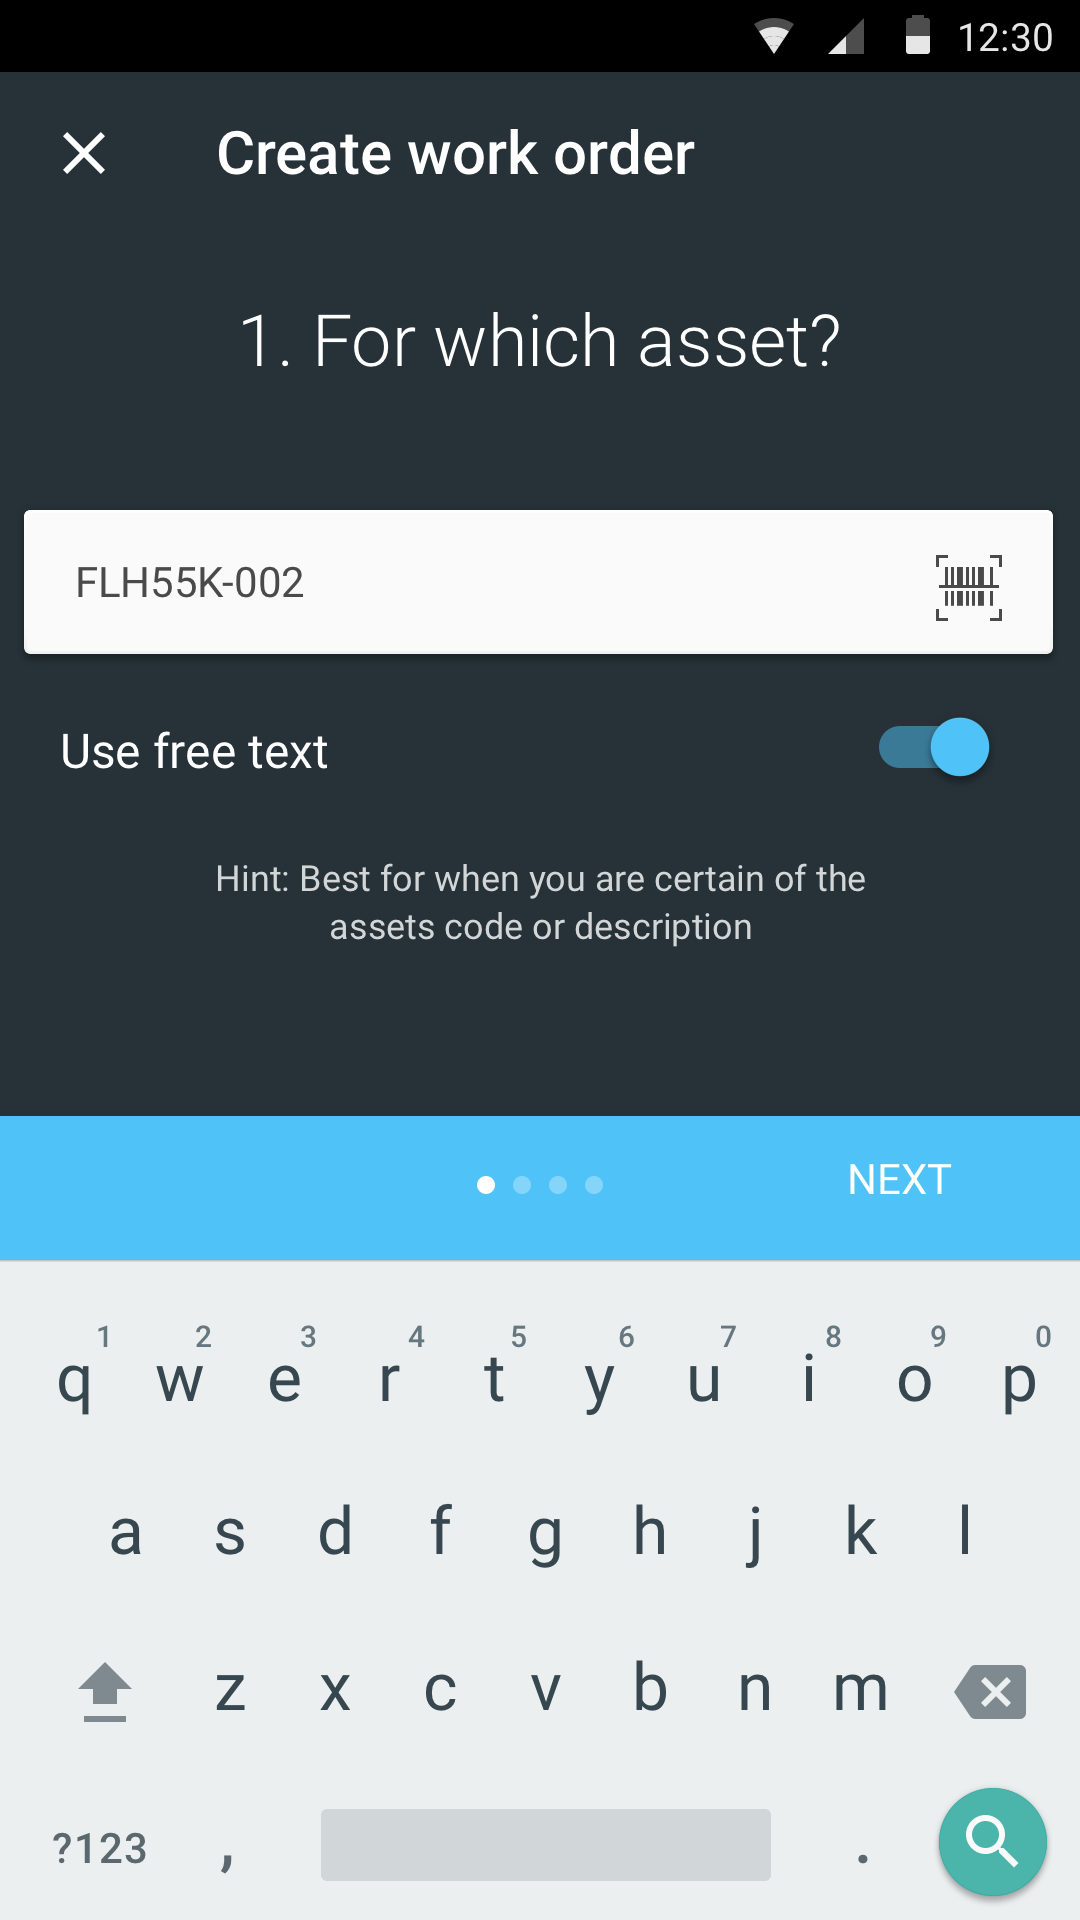 12:30
Create work order
1. For which asset?
FLH55K-002
Use free text
Hint: Best for when you are certain of the
assets code or description
NEXT
1 2 3 4 5 6 7 8 9 0
q w e r t y u i o p
a s d f g h j k l
z x c v b n m
?123 , .